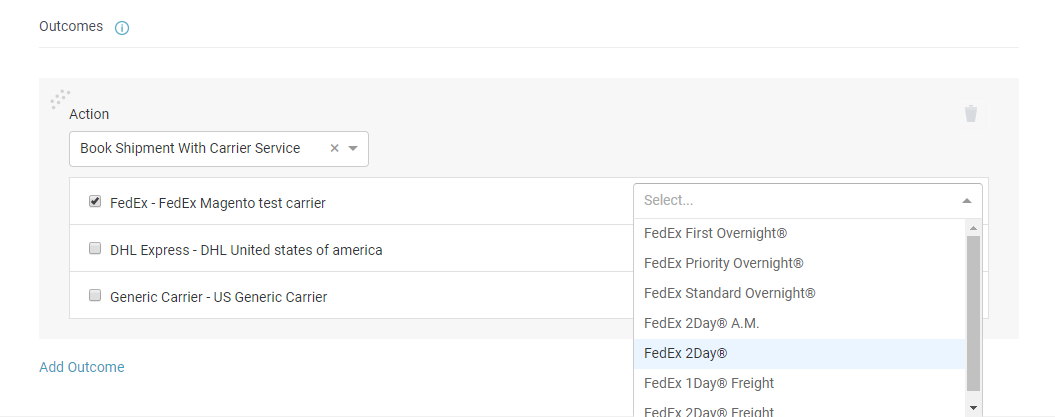 Outcomes
Action
Book Shipment With Carrier Service
FedEx - FedEx Magento test carrier
Select...
DHL Express - DHL United states of america
Generic Carrier - US Generic Carrier
FedEx First Overnight®
FedEx Priority Overnight®
FedEx Standard Overnight®
FedEx 2Day® A.M.
FedEx 2Day®
FedEx 1Day® Freight
FedEx 2Day® Freight
Add Outcome